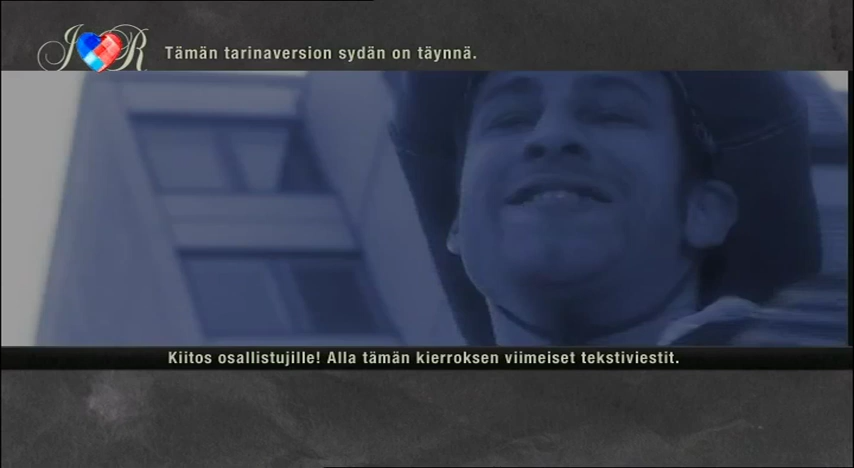 J R
Tämän tarinaversion sydän on täynnä.
Kiitos osallistujille! Alla tämän kierroksen viimeiset tekstiviestit.